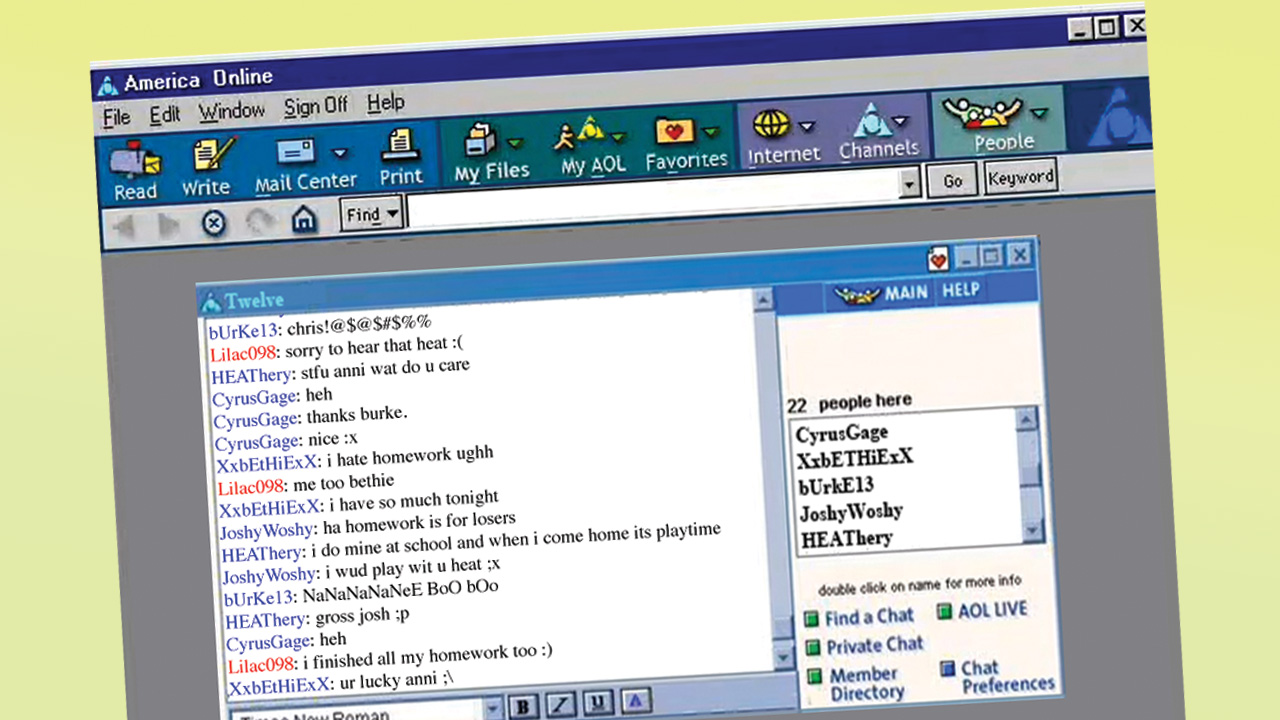 America Online
File Edit Window Sign Off Help
Read Write Mail Center Print My Files My AOL Favorites Internet Channels People
Find Go Keyword
Twelve
MAIN HELP
bUrKe13: chris!@$@$#$%%
Lilac098: sorry to hear that heat :(
HEAThery: stfu anni wat do u care
CyrusGage: heh
CyrusGage: thanks burke.
CyrusGage: nice :x
XxbEtHiExX: i hate homework ughh
Lilac098: me too bethie
XxbEtHiExX: i have so much tonight
JoshyWoshy: ha homework is for losers
HEAThery: i do mine at school and when i come home its playtime
JoshyWoshy: i wud play wit u heat ;x
bUrKe13: NaNaNaNaNeE BoO bOo
HEAThery: gross josh ;p
CyrusGage: heh
Lilac098: i finished all my homework too :)
XxbEtHiExX: ur lucky anni ;\
22 people here
CyrusGage
XxbETHiExX
bUrkE13
JoshyWoshy
HEAThery
double click on name for more info
Find a Chat AOL LIVE
Private Chat
Member
Directory
Chat
Preferences
Times New Roman
B I U A